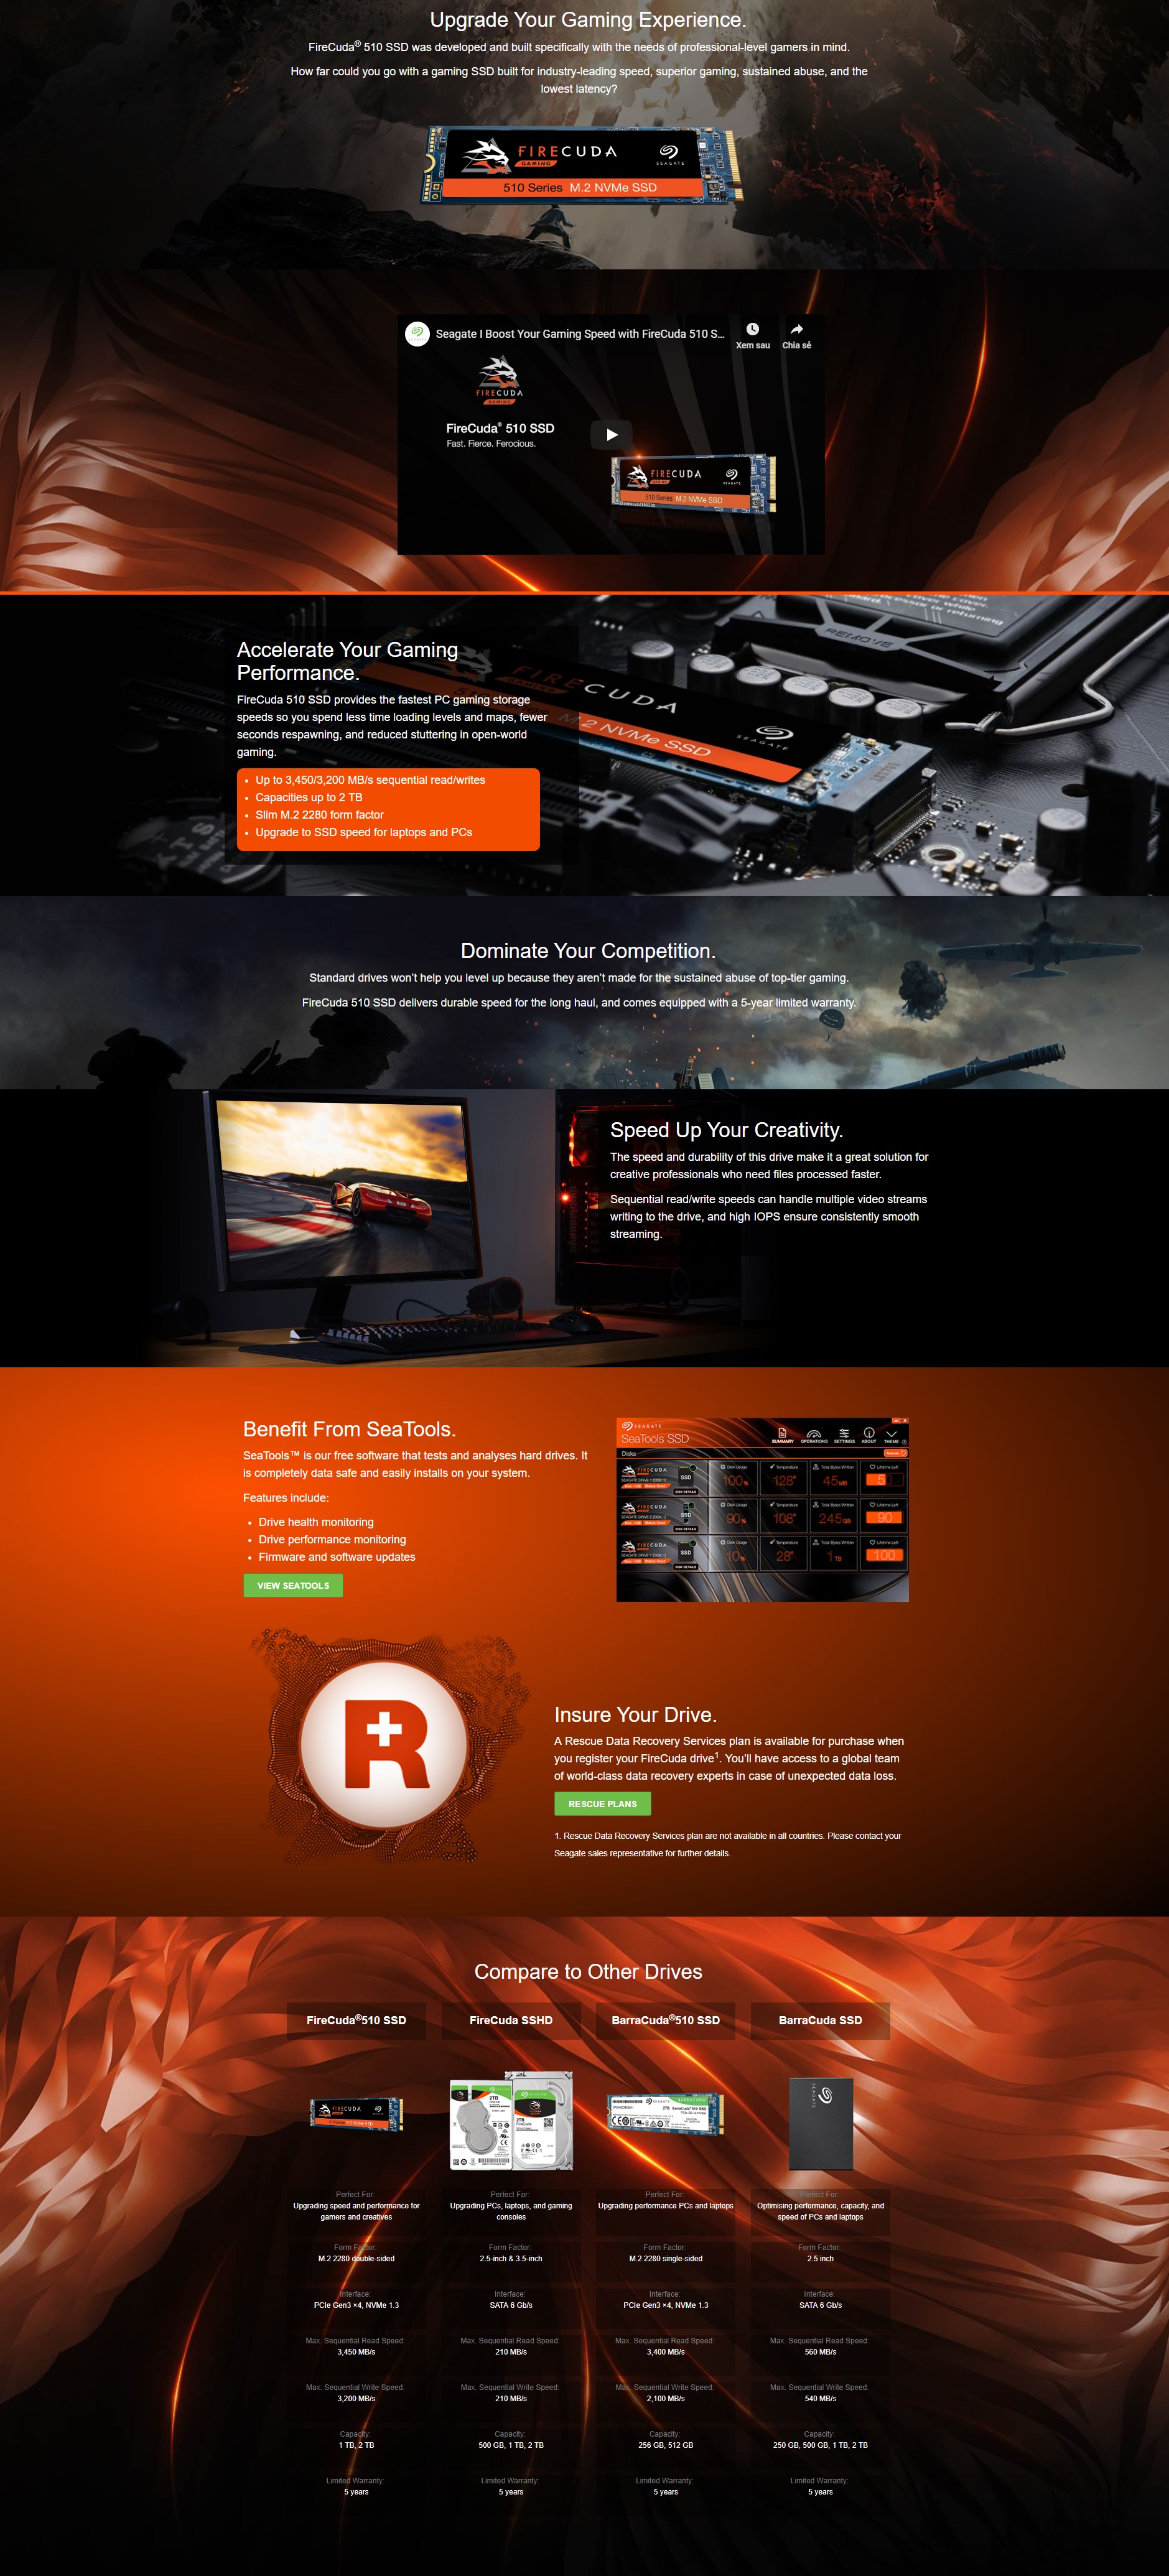 Upgrade Your Gaming Experience.
FireCuda® 510 SSD was developed and built specifically with the needs of professional-level gamers in mind.
How far could you go with a gaming SSD built for industry-leading speed, superior gaming, sustained abuse, and the
lowest latency?
FIRECUDA
GAMING
SEAGATE
510 Series M.2 NVMe SSD
Seagate I Boost Your Gaming Speed with FireCuda 510 S...
Xem sau
Chia sẻ
FIRECUDA
GAMING
FireCuda® 510 SSD
Fast. Fierce. Ferocious.
FIRECUDA
SEAGATE
510 Series M.2 NVMe SSD
Accelerate Your Gaming
Performance.
FireCuda 510 SSD provides the fastest PC gaming storage
speeds so you spend less time loading levels and maps, fewer
seconds respawning, and reduced stuttering in open-world
gaming.
Up to 3,450/3,200 MB/s sequential read/writes
Capacities up to 2 TB
Slim M.2 2280 form factor
Upgrade to SSD speed for laptops and PCs
REMOVE
FIRECUDA
SEAGATE
M.2 NVMe SSD
Dominate Your Competition.
Standard drives won't help you level up because they aren't made for the sustained abuse of top-tier gaming.
FireCuda 510 SSD delivers durable speed for the long haul, and comes equipped with a 5-year limited warranty.
Speed Up Your Creativity.
The speed and durability of this drive make it a great solution for
creative professionals who need files processed faster.
Sequential read/write speeds can handle multiple video streams
writing to the drive, and high IOPS ensure consistently smooth
streaming.
Benefit From SeaTools.
SeaTools™ is our free software that tests and analyses hard drives. It
is completely data safe and easily installs on your system.
Features include:
Drive health monitoring
Drive performance monitoring
Firmware and software updates
VIEW SEATOOLS
SEAGATE
SeaTools SSD
SUMMARY OPERATIONS SETTINGS ABOUT THEME
Disks
FIRECUDA SSD Disk Usage Temperature Total Bytes Written Lifetime Left
100% 128° 45MB 50
FIRECUDA SSD Disk Usage Temperature Total Bytes Written Lifetime Left
90% 108° 245GB 90
FIRECUDA SSD Disk Usage Temperature Total Bytes Written Lifetime Left
10% 28° 1TB 100
R
Insure Your Drive.
A Rescue Data Recovery Services plan is available for purchase when
you register your FireCuda drive1. You'll have access to a global team
of world-class data recovery experts in case of unexpected data loss.
RESCUE PLANS
1. Rescue Data Recovery Services plan are not available in all countries. Please contact your
Seagate sales representative for further details.
Compare to Other Drives
FireCuda®510 SSD FireCuda SSHD BarraCuda®510 SSD BarraCuda SSD
Perfect For: Perfect For: Perfect For: Perfect For:
Upgrading speed and performance for Upgrading PCs, laptops, and gaming Upgrading performance PCs and laptops Optimising performance, capacity, and
gamers and creatives consoles speed of PCs and laptops
Form Factor: Form Factor: Form Factor: Form Factor:
M.2 2280 double-sided 2.5-inch & 3.5-inch M.2 2280 single-sided 2.5 inch
Interface: Interface: Interface: Interface:
PCIe Gen3 ×4, NVMe 1.3 SATA 6 Gb/s PCIe Gen3 ×4, NVMe 1.3 SATA 6 Gb/s
Max. Sequential Read Speed: Max. Sequential Read Speed: Max. Sequential Read Speed: Max. Sequential Read Speed:
3,450 MB/s 210 MB/s 3,400 MB/s 560 MB/s
Max. Sequential Write Speed: Max. Sequential Write Speed: Max. Sequential Write Speed: Max. Sequential Write Speed:
3,200 MB/s 210 MB/s 2,100 MB/s 540 MB/s
Capacity: Capacity: Capacity: Capacity:
1 TB, 2 TB 500 GB, 1 TB, 2 TB 256 GB, 512 GB 250 GB, 500 GB, 1 TB, 2 TB
Limited Warranty: Limited Warranty: Limited Warranty: Limited Warranty:
5 years 5 years 5 years 5 years